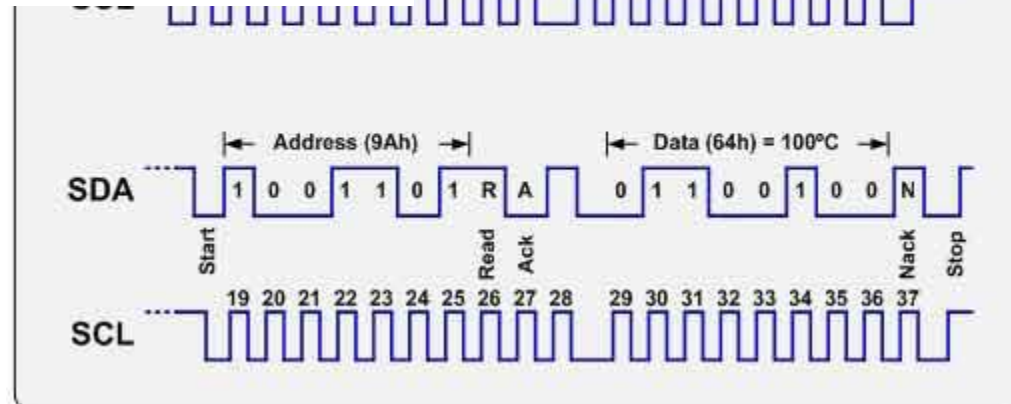 Address (9Ah) Data (64h) = 100ºC
SDA 1 0 0 1 1 0 1 R A 0 1 1 0 0 1 0 0 N
Start Read Ack Nack Stop
19 20 21 22 23 24 25 26 27 28 29 30 31 32 33 34 35 36 37
SCL